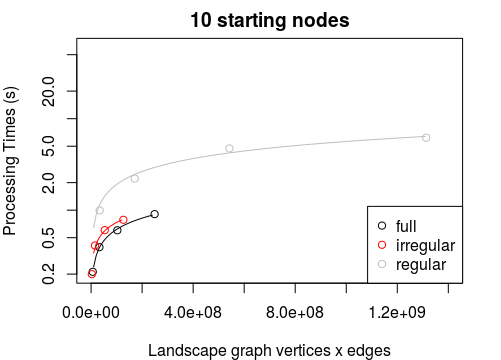 10 starting nodes
Processing Times (s)
20.0
5.0
2.0
0.5
0.2
full
irregular
regular
0.0e+00 4.0e+08 8.0e+08 1.2e+09
Landscape graph vertices x edges